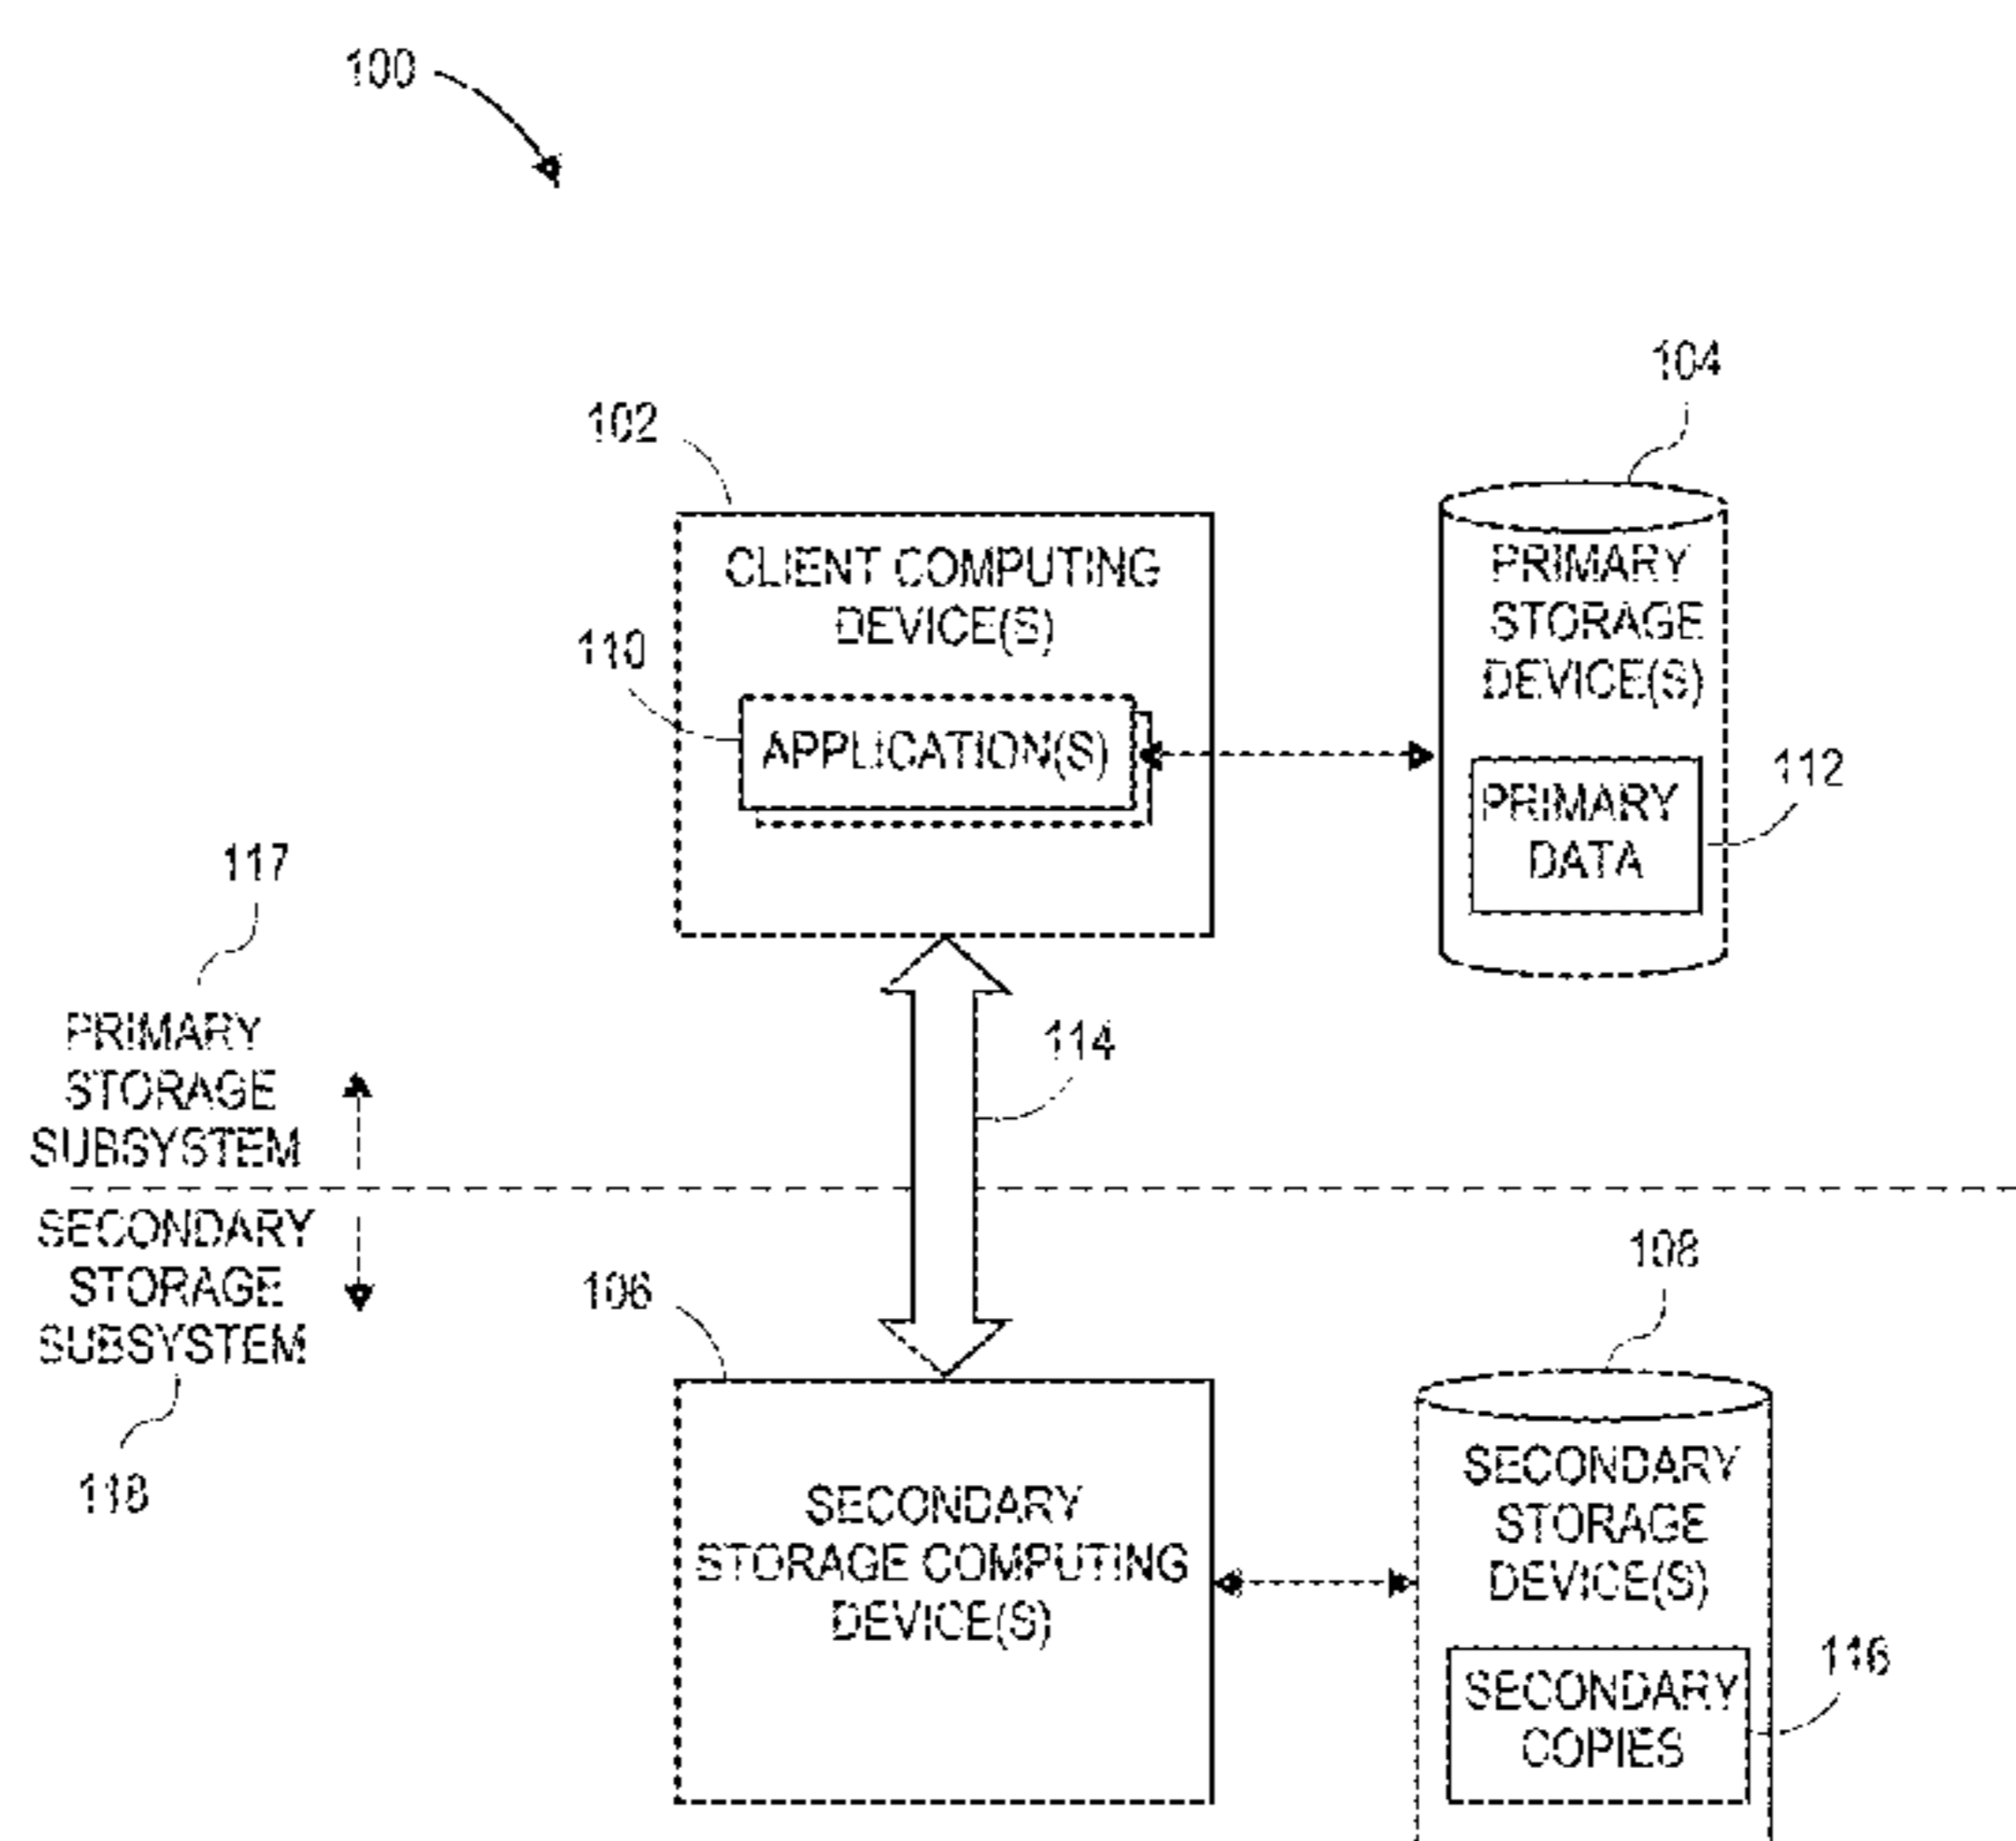 100
104
102
CLIENT COMPUTING
DEVICE(S)
PRIMARY
STORAGE
DEVICE(S)
110
APPLICATION(S)
112
PRIMARY
DATA
117
PRIMARY
STORAGE
SUBSYSTEM
114
SECONDARY
STORAGE
SUBSYSTEM
118
106
108
SECONDARY
STORAGE COMPUTING
DEVICE(S)
SECONDARY
STORAGE
DEVICE(S)
116
SECONDARY
COPIES